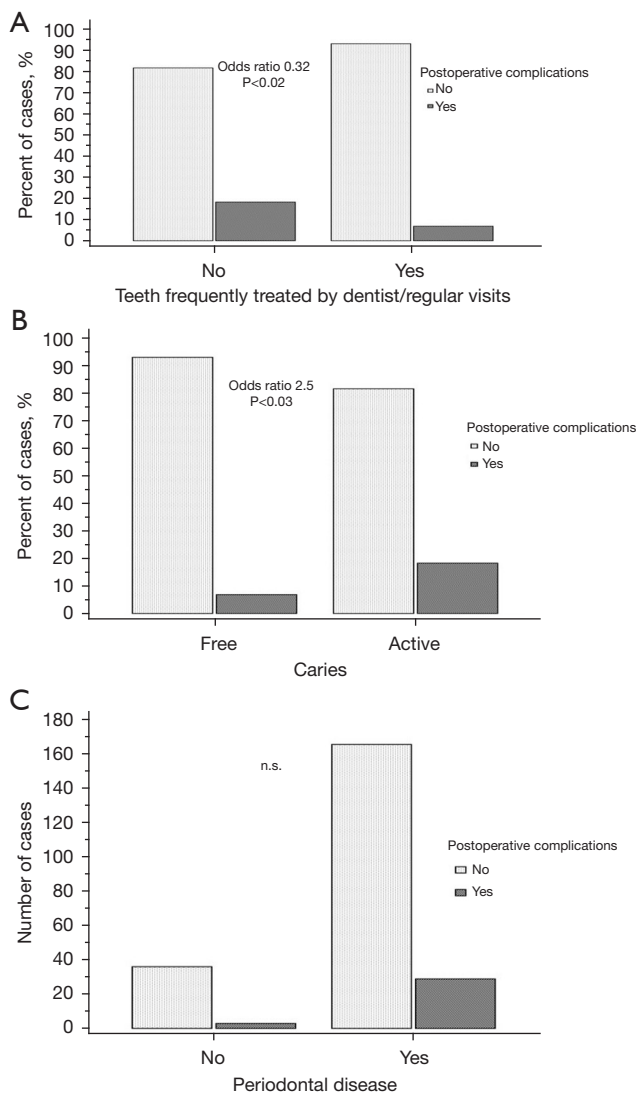 A
Percent of cases, %
100
90
80
70
60
50
40
30
20
10
0
Odds ratio 0.32
P<0.02
Postoperative complications
No
Yes
No Yes
Teeth frequently treated by dentist/regular visits
B
Percent of cases, %
100
90
80
70
60
50
40
30
20
10
0
Odds ratio 2.5
P<0.03
Postoperative complications
No
Yes
Free Active
Caries
C
Number of cases
180
160
140
120
100
80
60
40
20
0
n.s.
Postoperative complications
No
Yes
No Yes
Periodontal disease